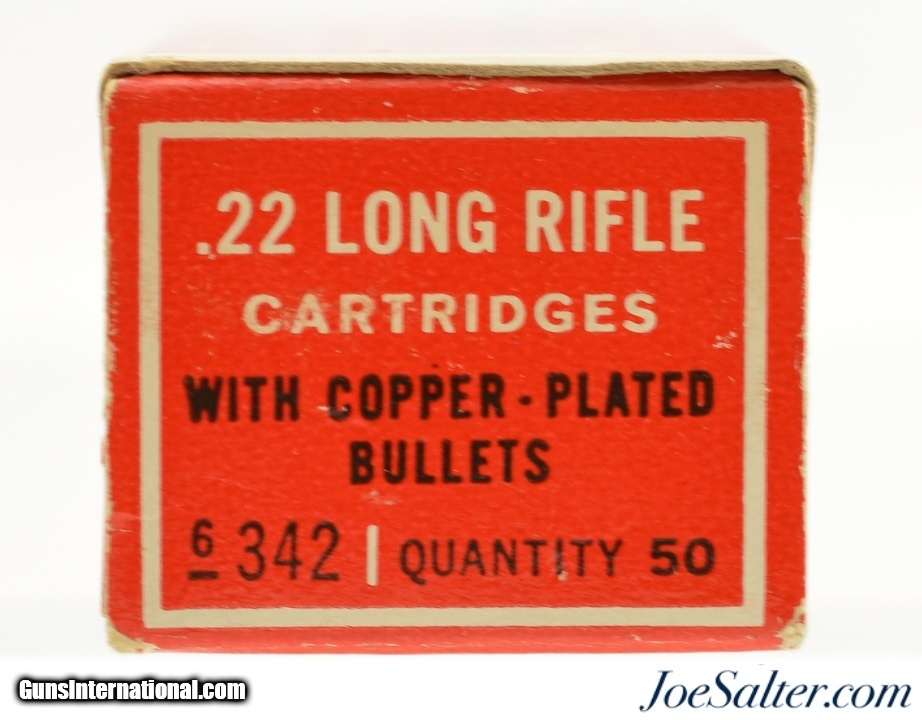 .22 LONG RIFLE
CARTRIDGES
WITH COPPER-PLATED
BULLETS
6 342 | QUANTITY 50
GunsInternational.com
JoeSalter.com